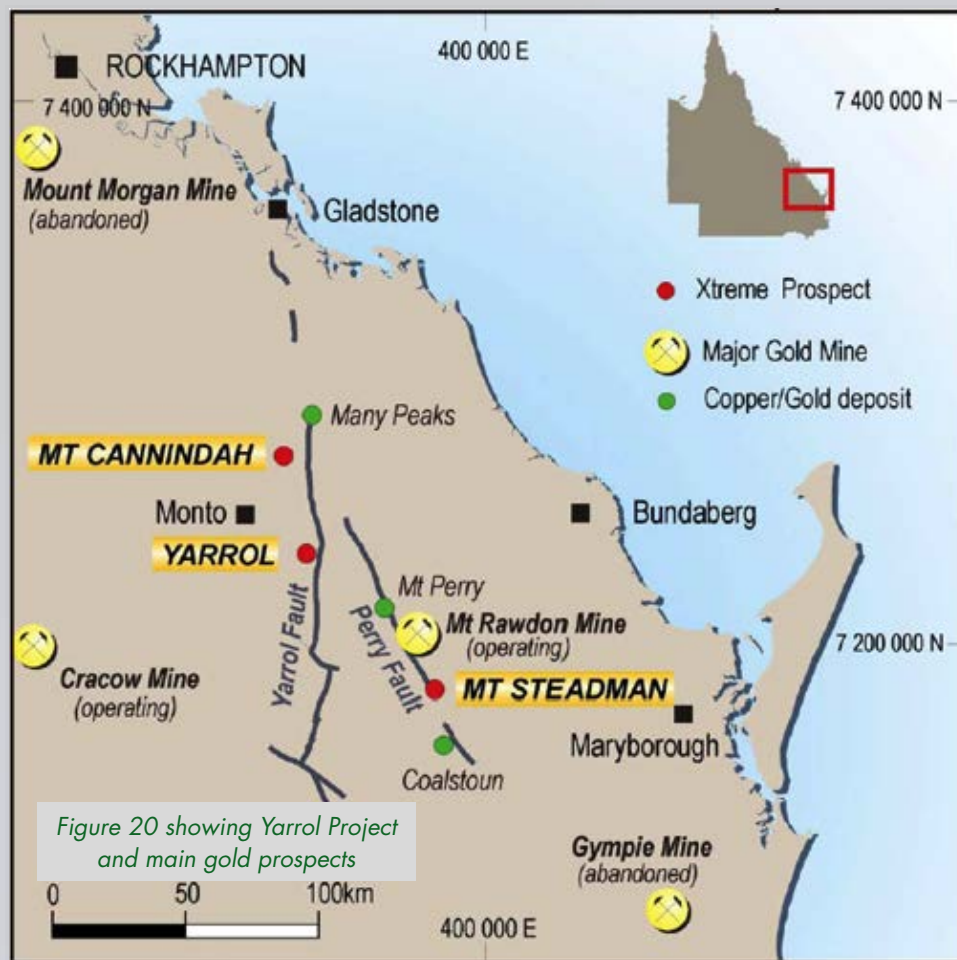 400 000 E
ROCKHAMPTON
7 400 000 N
7 400 000 N
Mount Morgan Mine
(abandoned)
Gladstone
Xtreme Prospect
Major Gold Mine
Copper/Gold deposit
Many Peaks
MT CANNINDAH
Monto
Bundaberg
YARROL
Yarrol Fault
Mt Perry
Perry Fault
Mt Rawdon Mine
(operating)
7 200 000 N
Cracow Mine
(operating)
MT STEADMAN
Maryborough
Coalstoun
Figure 20 showing Yarrol Project
and main gold prospects
Gympie Mine
(abandoned)
0 50 100km
400 000 E